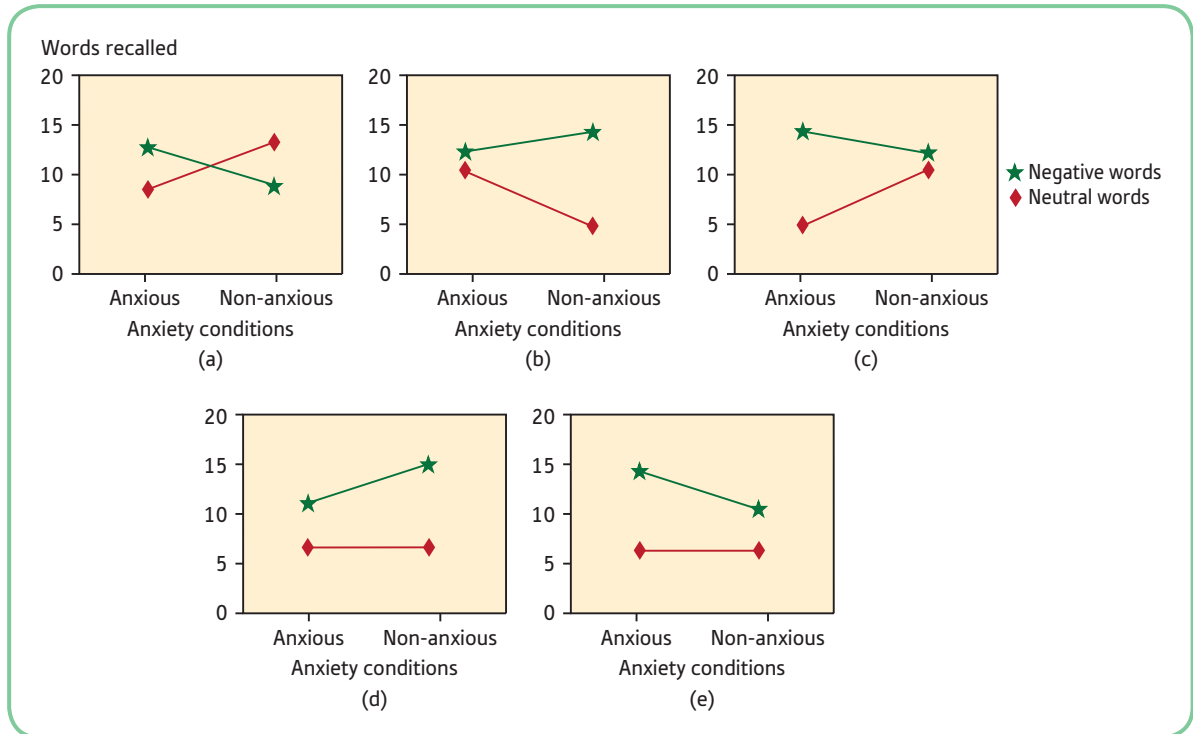 Words recalled
20
15
10
5
0
Anxious Non-anxious
Anxiety conditions
(a)
20
15
10
5
0
Anxious Non-anxious
Anxiety conditions
(b)
20
15
10
5
0
Anxious Non-anxious
Anxiety conditions
(c)
Negative words
Neutral words
20
15
10
5
0
Anxious Non-anxious
Anxiety conditions
(d)
20
15
10
5
0
Anxious Non-anxious
Anxiety conditions
(e)